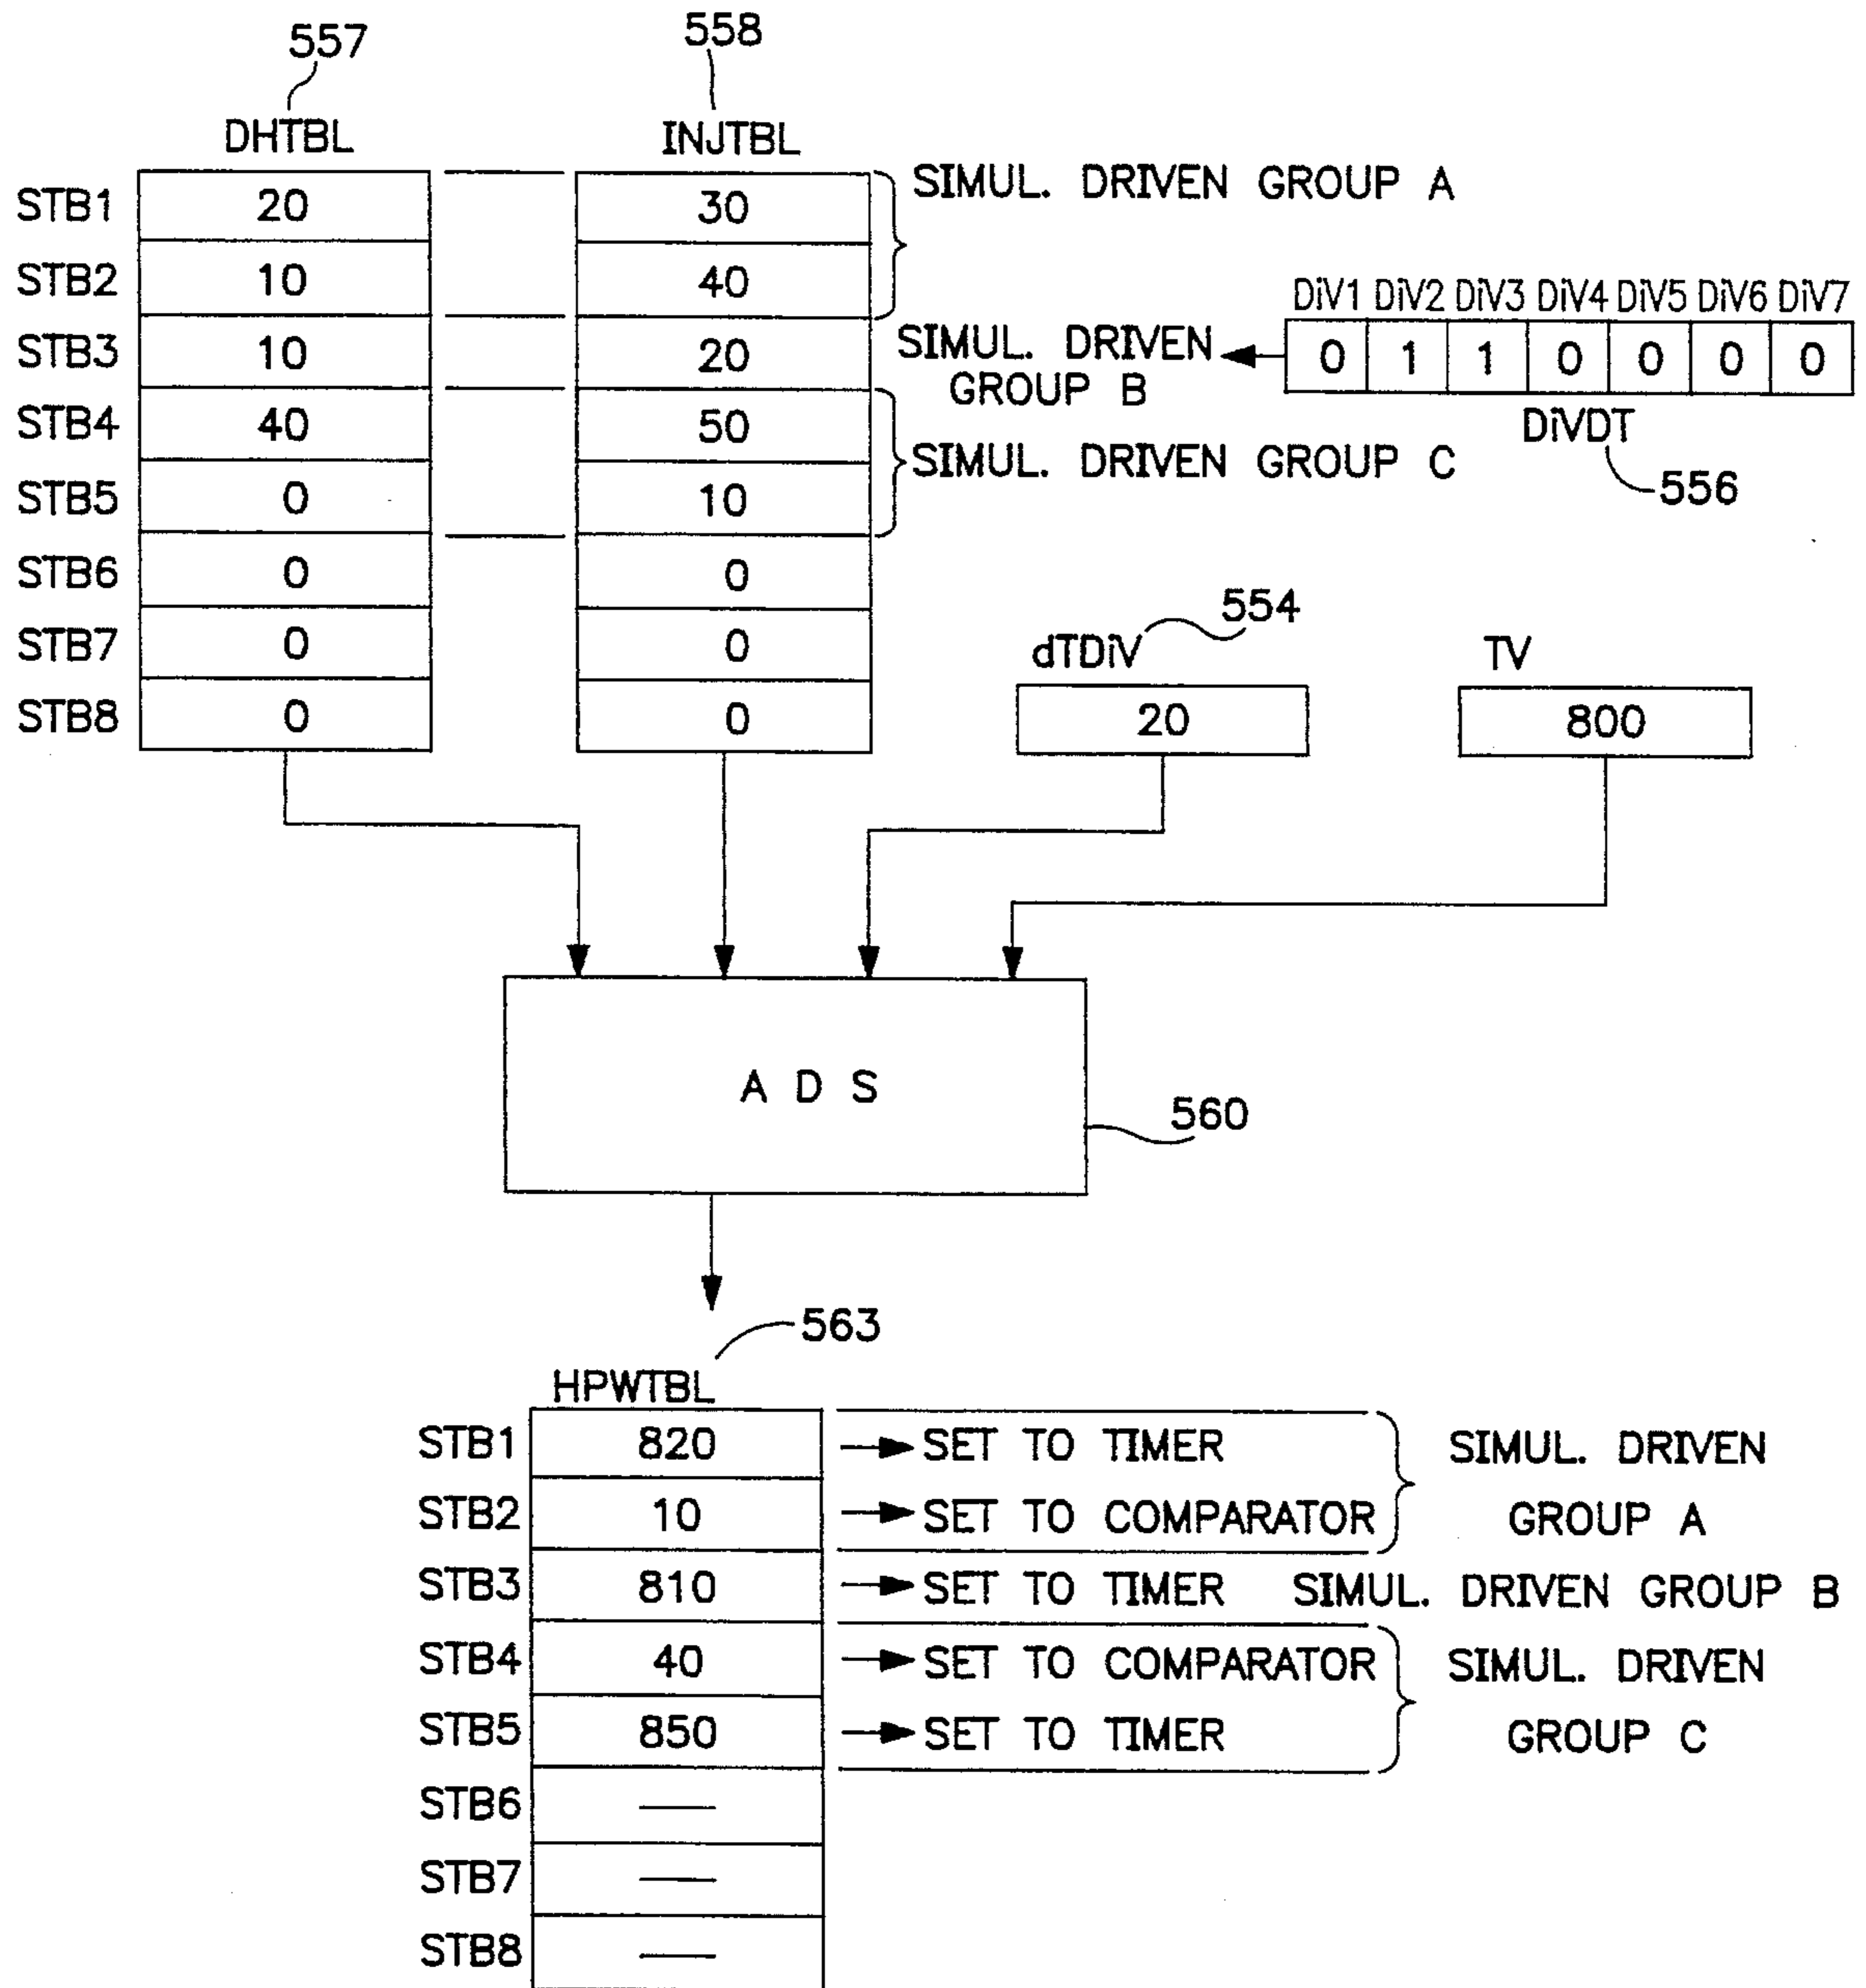 557
558
DHTBL
INJTBL
STB1 20 30 SIMUL. DRIVEN GROUP A
STB2 10 40
DiV1 DiV2 DiV3 DiV4 DiV5 DiV6 DiV7
STB3 10 20 SIMUL. DRIVEN GROUP B 0 1 1 0 0 0 0
DiVDT
STB4 40 50
SIMUL. DRIVEN GROUP C
556
STB5 0 10
STB6 0 0
554
STB7 0 0
dTDiV TV
STB8 0 0 20 800
A D S
560
563
HPWTBL
STB1 820 SET TO TIMER SIMUL. DRIVEN
STB2 10 SET TO COMPARATOR GROUP A
STB3 810 SET TO TIMER SIMUL. DRIVEN GROUP B
STB4 40 SET TO COMPARATOR SIMUL. DRIVEN
STB5 850 SET TO TIMER GROUP C
STB6 —
STB7 —
STB8 —